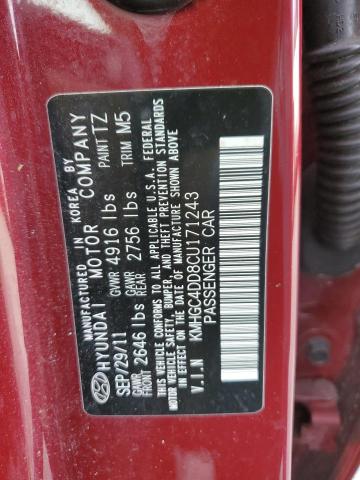 MANUFACTURED IN KOREA BY
HYUNDAI MOTOR COMPANY
SEP/29/11 GVWR 4916 lbs PAINT TZ
GAWR FRONT 2646 lbs GAWR REAR 2756 lbs TRIM M5
THIS VEHICLE CONFORMS TO ALL APPLICABLE U.S.A. FEDERAL
MOTOR VEHICLE SAFETY, BUMPER, AND THEFT PREVENTION
STANDARDS IN EFFECT ON THE DATE OF MANUFACTURE SHOWN ABOVE.
V.I.N KMHGC4DD8CU171243
PASSENGER CAR